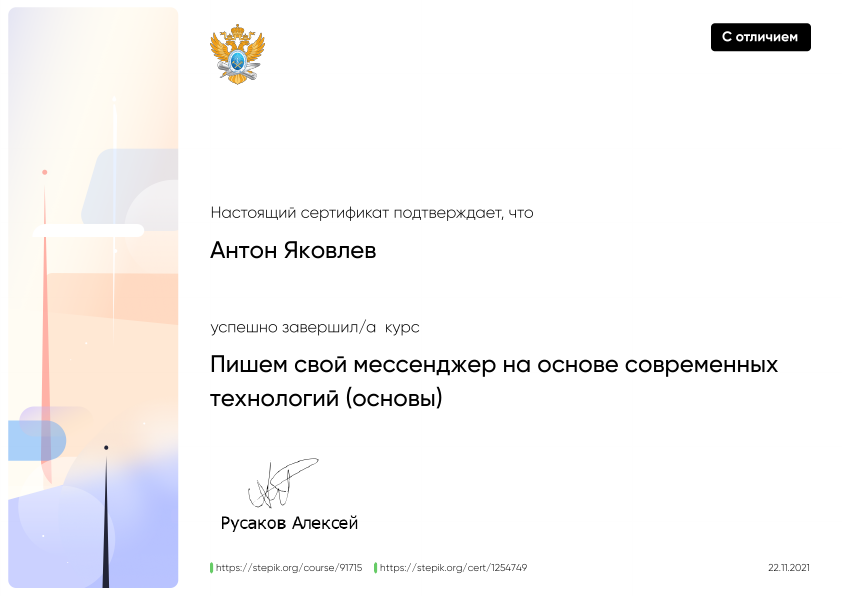 С отличием
Настоящий сертификат подтверждает, что
Антон Яковлев
успешно завершил/а курс
Пишем свой мессенджер на основе современных
технологий (основы)
Русаков Алексей
https://stepik.org/course/91715 https://stepik.org/cert/1254749 22.11.2021